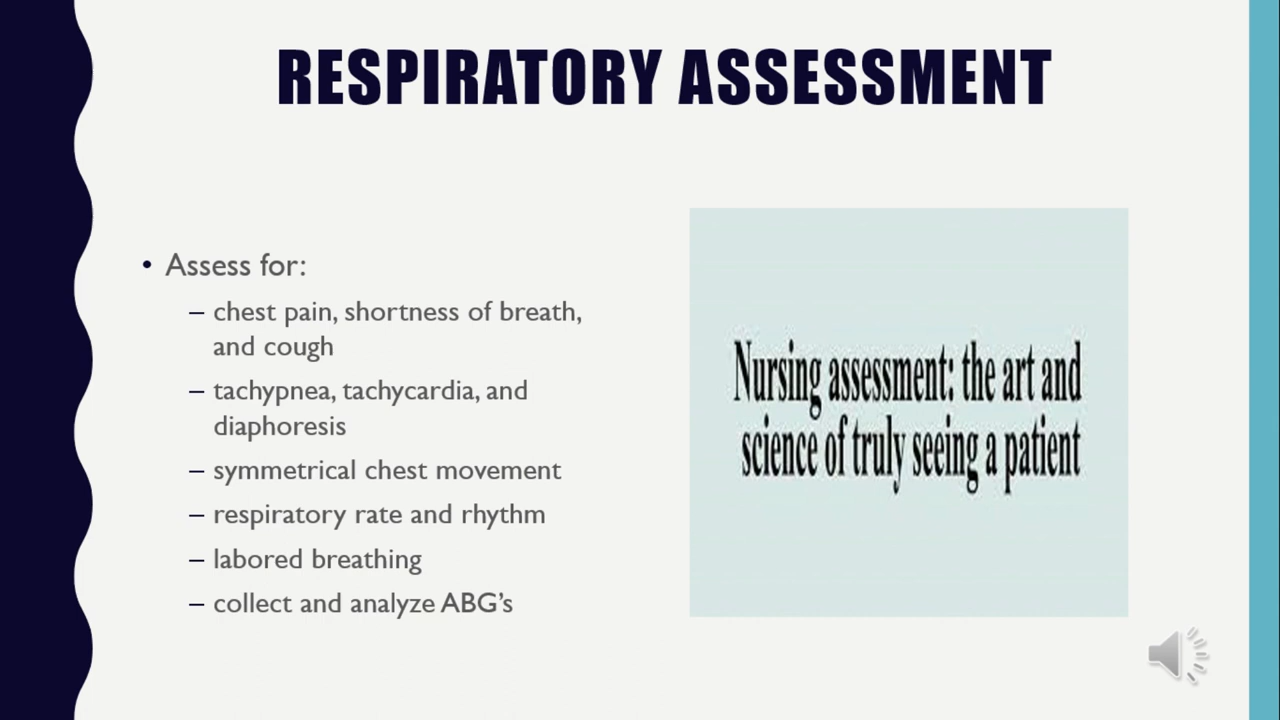 RESPIRATORY ASSESSMENT
• Assess for:
– chest pain, shortness of breath,
and cough
– tachypnea, tachycardia, and
diaphoresis
– symmetrical chest movement
– respiratory rate and rhythm
– labored breathing
– collect and analyze ABG’s
Nursing assessment: the art and
science of truly seeing a patient